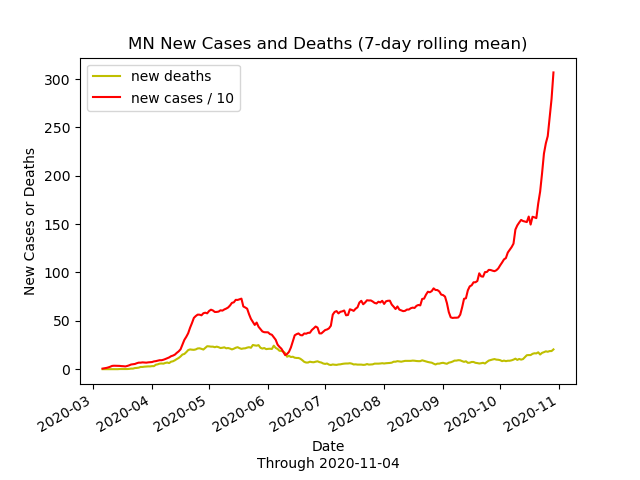 MN New Cases and Deaths (7-day rolling mean)
new deaths
new cases / 10
300
250
200
150
100
50
0
New Cases or Deaths
2020-03
2020-04
2020-05
2020-06
2020-07
2020-08
2020-09
2020-10
2020-11
Date
Through 2020-11-04